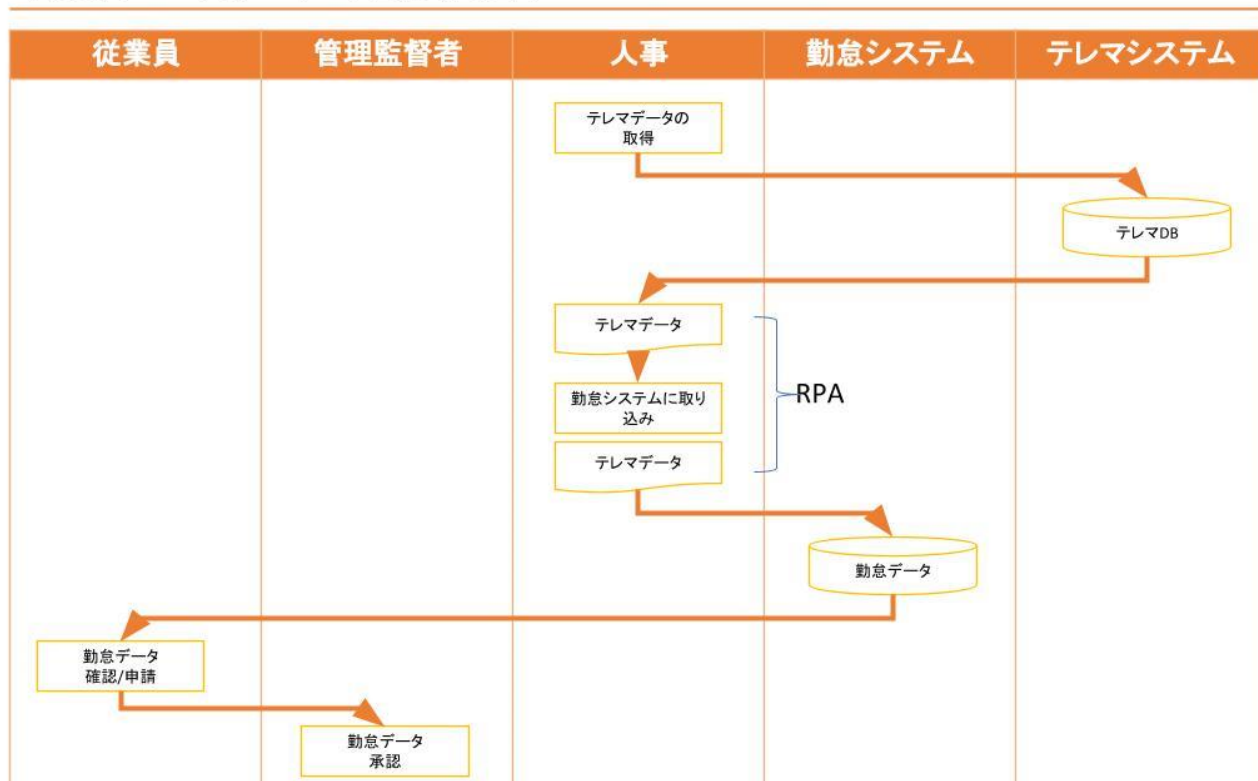 従業員
管理監督者
人事
勤怠システム
テレマシステム
テレマデータの
取得
テレマDB
テレマデータ
勤怠システムに取り
込み
RPA
テレマデータ
勤怠データ
勤怠データ
確認/申請
勤怠データ
承認